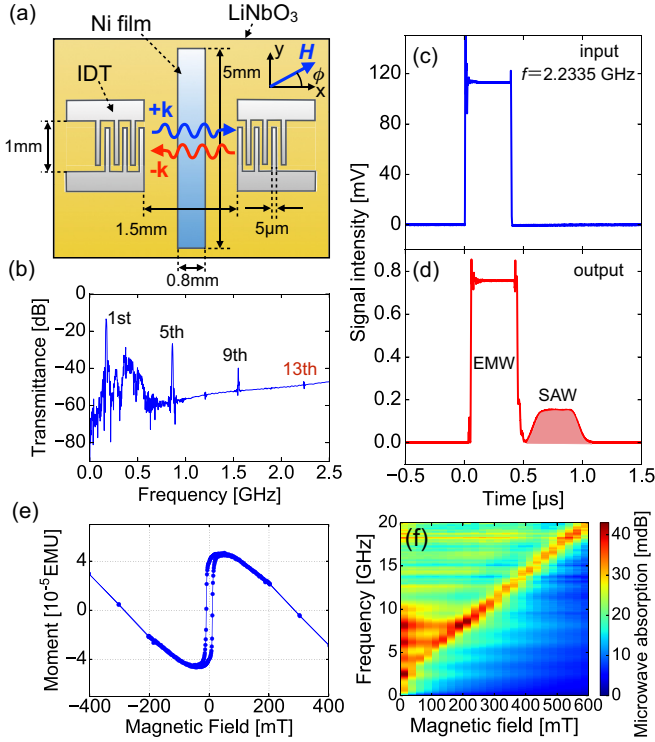 (a)
Ni film
LiNbO3
IDT
y
H
ϕ
x
5mm
+k
-k
1mm
1.5mm
5μm
0.8mm
(b)
Transmittance [dB]
−20
−40
−60
−80
1st
5th
9th
13th
0.0 0.5 1.0 1.5 2.0 2.5
Frequency [GHz]
(c)
input
f=2.2335 GHz
120
80
40
0
Signal intensity [mV]
(d)
output
0.8
0.4
0.0
EMW
SAW
−0.5 0.0 0.5 1.0 1.5
Time [μs]
(e)
Moment [10-5EMU]
4
0
−4
−400 −200 0 200 400
Magnetic Field [mT]
(f)
Frequency [GHz]
20
15
10
5
0
0 100 200 300 400 500 600
Magnetic field [mT]
40
30
20
10
0
Microwave absorption [mdB]